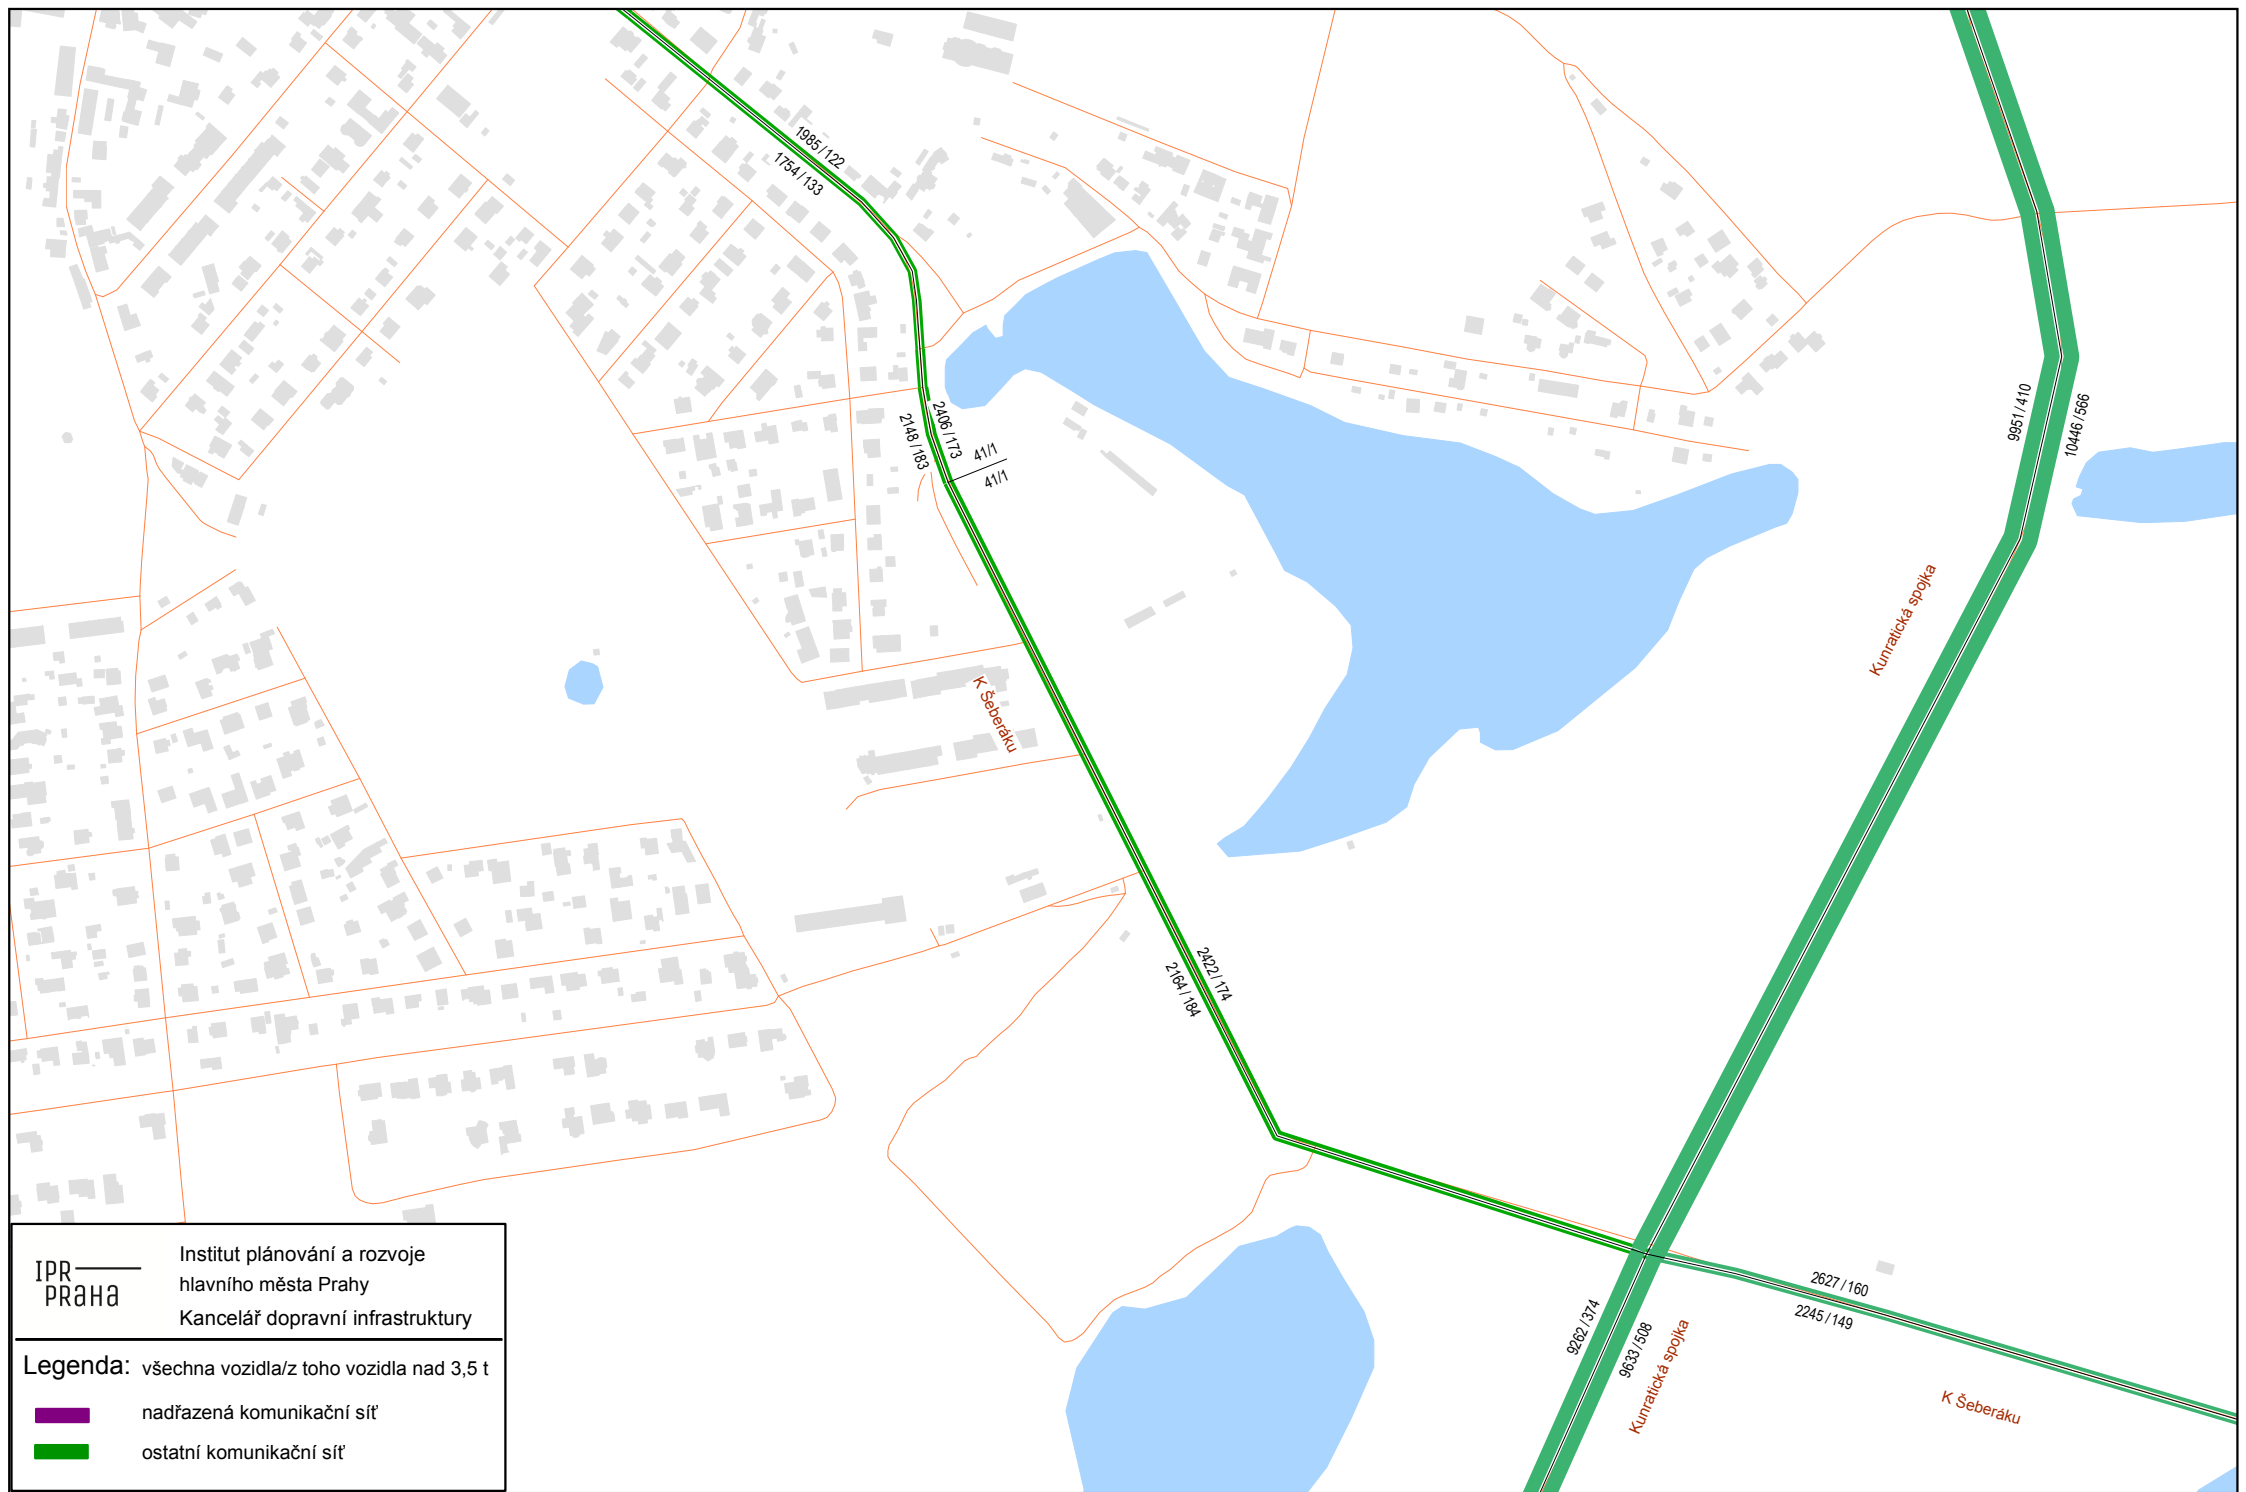 1985 / 122
1754 / 133
2406 / 173
2148 / 183
41/1
41/1
9951 / 410
10446 / 566
Kunratická spojka
K Šeberáku
2422 / 174
2164 / 184
2627 / 160
2245 / 149
9262 / 374
9633 / 508
Kunratická spojka
K Šeberáku
IPR
PRAHA
Institut plánování a rozvoje
hlavního města Prahy
Kancelář dopravní infrastruktury
Legenda: všechna vozidla/z toho vozidla nad 3,5 t
nadřazená komunikační síť
ostatní komunikační síť